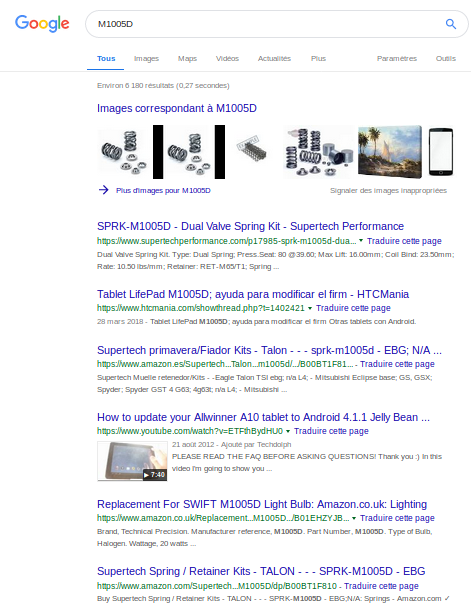 Google
M1005D
Tous Images Maps Vidéos Actualités Plus Paramètres Outils
Environ 6 180 résultats (0,27 secondes)
Images correspondant à M1005D
Plus d'images pour M1005D Signaler des images inappropriées
SPRK-M1005D - Dual Valve Spring Kit - Supertech Performance
https://www.supertechperformance.com/p17985-sprk-m1005d-dua... Traduire cette page
Dual Valve Spring Kit. Type: Dual Spring; Press.Seat: 80 @39.60; Max Lift: 16.00mm; Coil Bind: 23.50mm;
Rate: 10.50 lbs/mm; Retainer: RET-M65/T1; Spring ...
Tablet LifePad M1005D; ayuda para modificar el firm - HTCMania
https://www.htcmania.com/showthread.php?t=1402421 Traduire cette page
28 mars 2018 - Tablet LifePad M1005D; ayuda para modificar el firm Otras tablets con Android.
Supertech primavera/Fiador Kits - Talon - - - sprk-m1005d - EBG; N/A ...
https://www.amazon.es/Supertech...Talon...m1005d/.../B00BT1F81... - Traduire cette page
Supertech Muelle retenedor/Kits - -Eagle Talon TSI ebg; n/a L4; - Mitsubishi Eclipse base; GS, GSX;
Spyder; Spyder GST 4 G63; 4g63t; n/a L4; - Mitsubishi ...
How to update your Allwinner A10 tablet to Android 4.1.1 Jelly Bean ...
https://www.youtube.com/watch?v=ETFthBydHU0 Traduire cette page
21 août 2012 - Ajouté par Techdolph
PLEASE READ THE FAQ BEFORE ASKING QUESTIONS! Thank you :) In this
video I'm going to show you ...
▶ 7:40
Replacement For SWIFT M1005D Light Bulb: Amazon.co.uk: Lighting
https://www.amazon.co.uk/Replacement...M1005D.../B01EHZYJB... Traduire cette page
Brand, Technical Precision. Manufacturer reference, M1005D. Part Number, M1005D. Type of Bulb,
Halogen. Wattage, 20 watts ...
Supertech Spring / Retainer Kits - TALON - - - SPRK-M1005D - EBG
https://www.amazon.com/Supertech...M1005D/dp/B00BT1F810 - Traduire cette page
Buy Supertech Spring / Retainer Kits - TALON - - - SPRK-M1005D - EBG;N/A: Springs - Amazon.com ✓